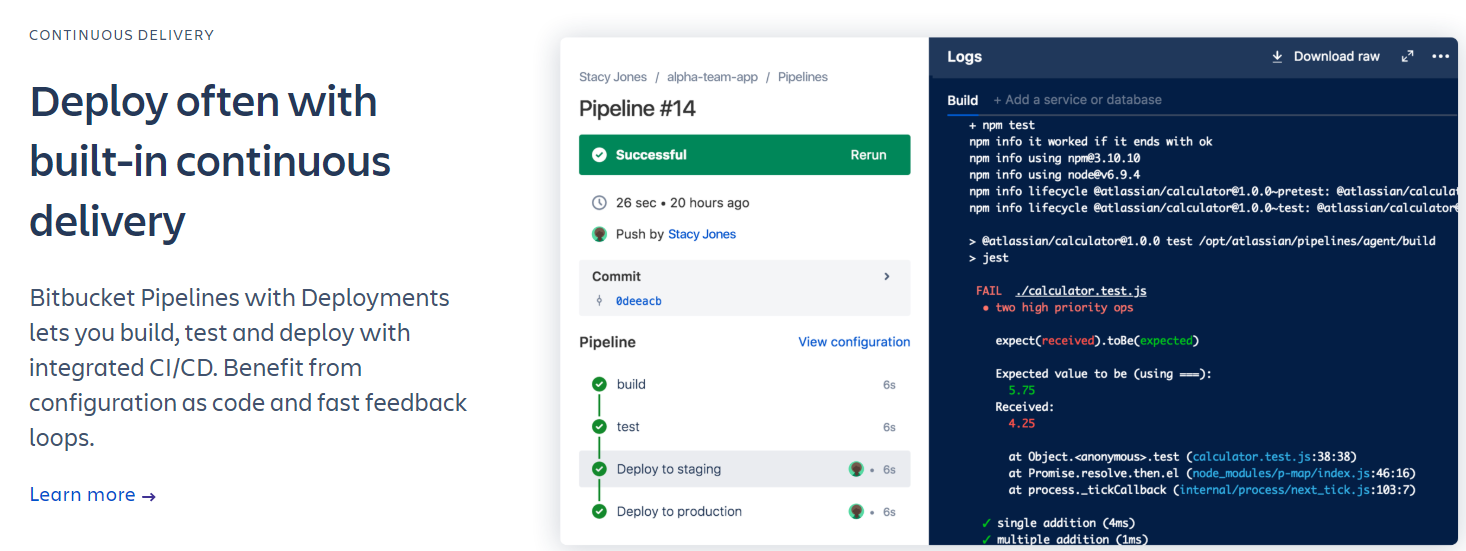 CONTINUOUS DELIVERY
Deploy often with
built-in continuous
delivery
Bitbucket Pipelines with Deployments
lets you build, test and deploy with
integrated CI/CD. Benefit from
configuration as code and fast feedback
loops.
Learn more →
Stacy Jones / alpha-team-app / Pipelines
Pipeline #14
Successful Rerun
26 sec • 20 hours ago
Push by Stacy Jones
Commit
0deeacb
Pipeline View configuration
build 6s
test 6s
Deploy to staging • 6s
Deploy to production • 6s
Logs Download raw
Build + Add a service or database
+ npm test
npm info it worked if it ends with ok
npm info using npm@3.10.10
npm info using node@v6.9.4
npm info lifecycle @atlassian/calculator@1.0.0~pretest: @atlassian/calcula
npm info lifecycle @atlassian/calculator@1.0.0~test: @atlassian/calculator
> @atlassian/calculator@1.0.0 test /opt/atlassian/pipelines/agent/build
> jest
FAIL ./calculator.test.js
• two high priority ops
expect(received).toBe(expected)
Expected value to be (using ===):
5.75
Received:
4.25
at Object.<anonymous>.test (calculator.test.js:38:38)
at Promise.resolve.then.el (node_modules/p-map/index.js:46:16)
at process._tickCallback (internal/process/next_tick.js:103:7)
✓ single addition (4ms)
✓ multiple addition (1ms)